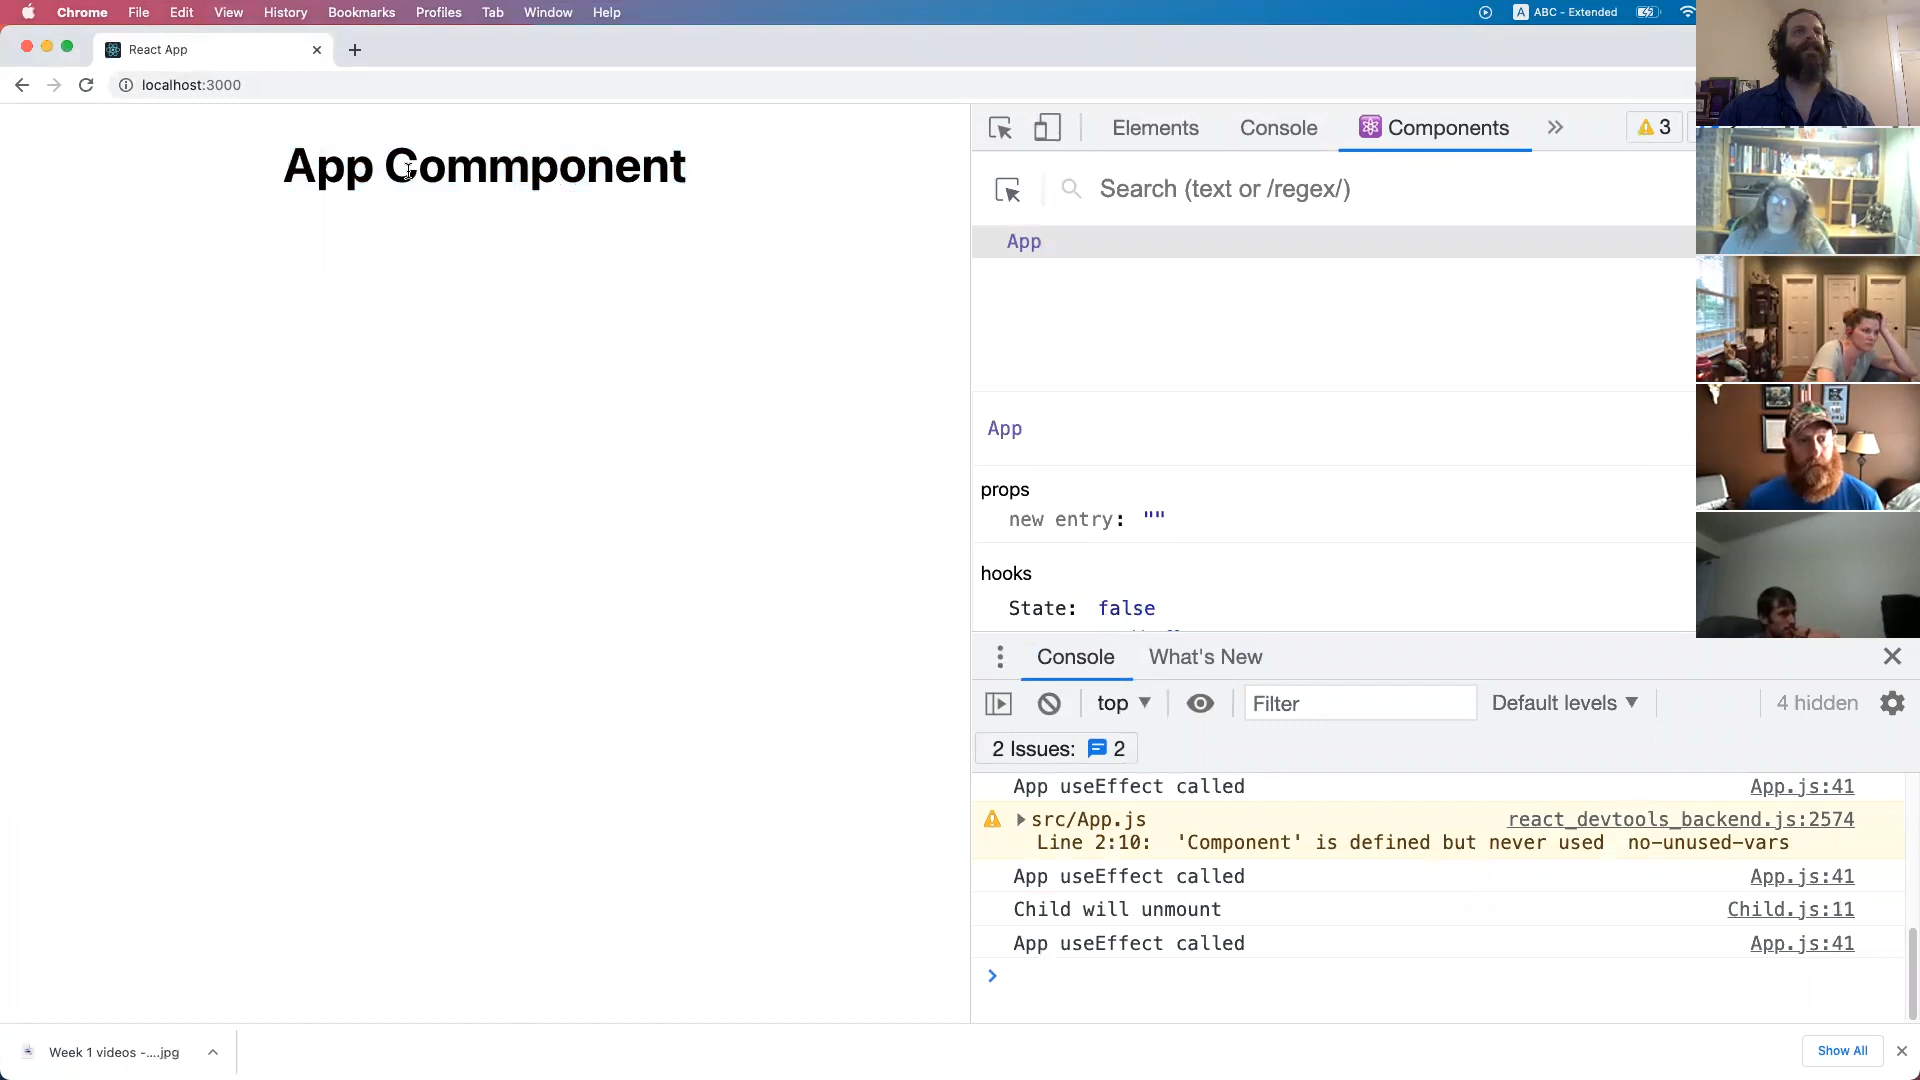 Chrome File Edit View History Bookmarks Profiles Tab Window Help A ABC - Extended
React App
localhost:3000
App Commponent
Elements Console Components 3
Search (text or /regex/)
App
App
props
new entry: ""
hooks
State: false
Console What's New
top Filter Default levels 4 hidden
2 Issues: 2
App useEffect called App.js:41
src/App.js react_devtools_backend.js:2574
Line 2:10: 'Component' is defined but never used no-unused-vars
App useEffect called App.js:41
Child will unmount Child.js:11
App useEffect called App.js:41
Week 1 videos -....jpg Show All